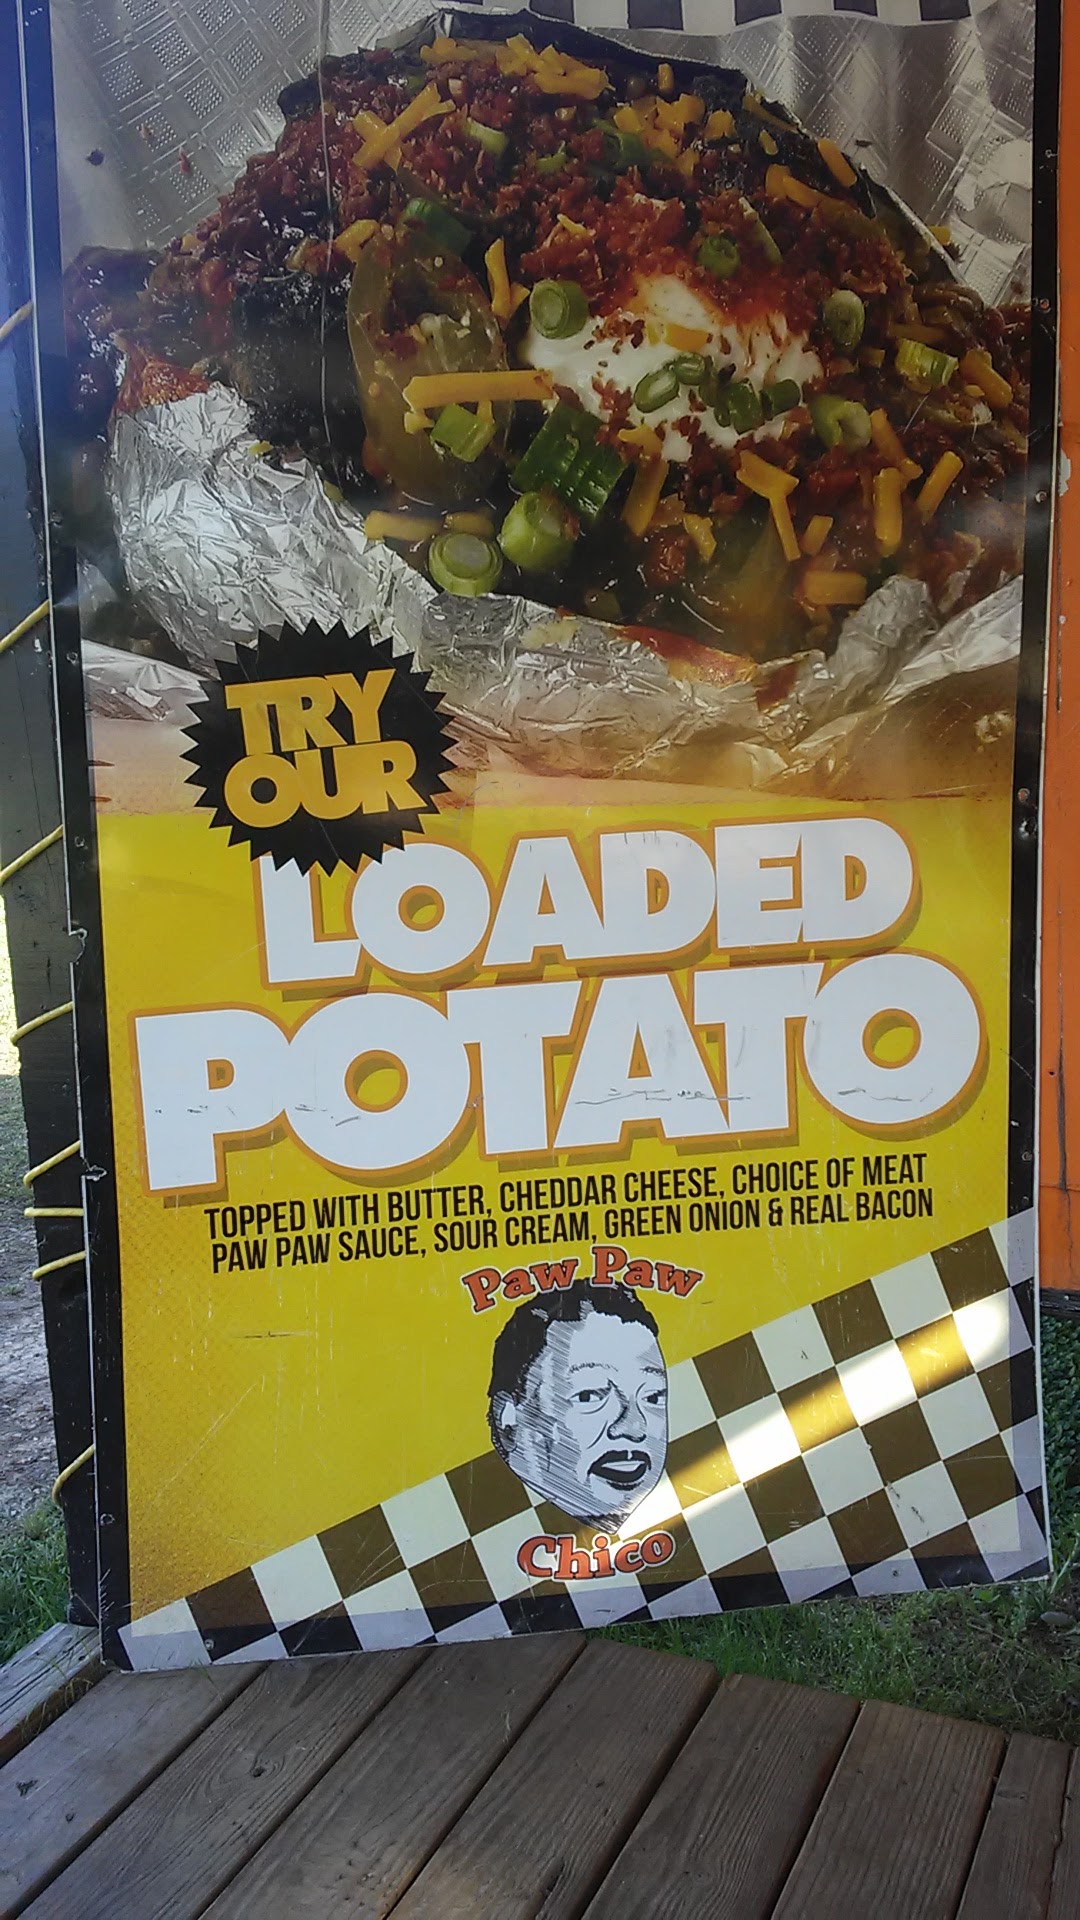 TRY
OUR
LOADED
POTATO
TOPPED WITH BUTTER, CHEDDAR CHEESE, CHOICE OF MEAT
PAW PAW SAUCE, SOUR CREAM, GREEN ONION & REAL BACON
Paw Paw
Chico